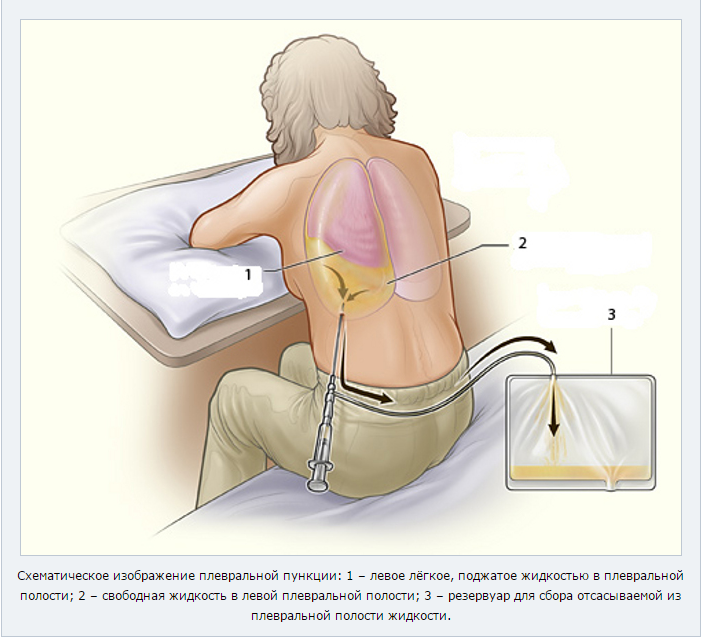 1
2
3
Схематическое изображение плевральной пункции: 1 – левое лёгкое, поджатое жидкостью в плевральной
полости; 2 – свободная жидкость в левой плевральной полости; 3 – резервуар для сбора отсасываемой из
плевральной полости жидкости.